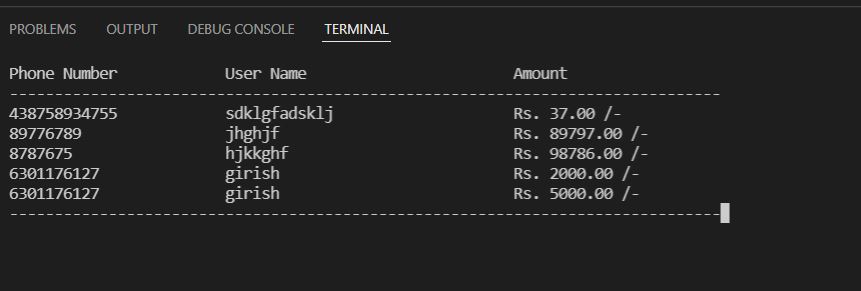 PROBLEMS OUTPUT DEBUG CONSOLE TERMINAL
Phone Number User Name Amount
-------------------------------------------------------------------------------
438758934755 sdklgfadsklj Rs. 37.00 /-
89776789 jhghjf Rs. 89797.00 /-
8787675 hjkkghf Rs. 98786.00 /-
6301176127 girish Rs. 2000.00 /-
6301176127 girish Rs. 5000.00 /-
-------------------------------------------------------------------------------